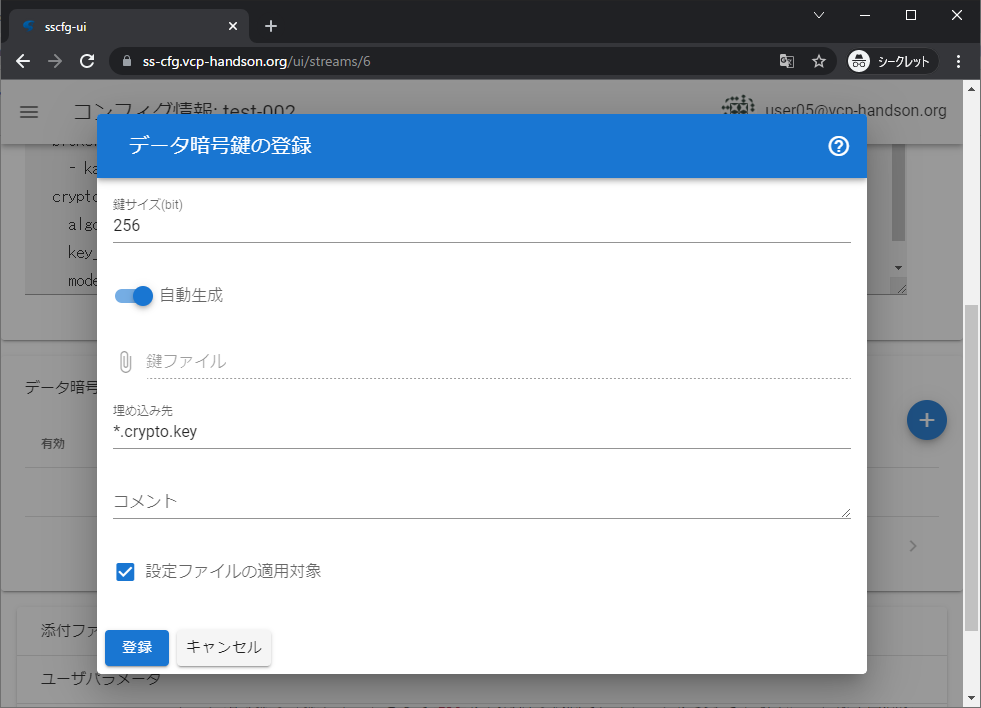 sscfg-ui
ss-cfg.vcp-handson.org/ui/streams/6
シークレット
コンフィグ情報: test-002
user05@vcp-handson.org
データ暗号鍵の登録
- ka
crypto
algo
key_
mode
鍵サイズ(bit)
256
自動生成
鍵ファイル
データ暗号
埋め込み先
*.crypto.key
有効
コメント
設定ファイルの適用対象
添付ファ
登録
キャンセル
ユーザパラメータ